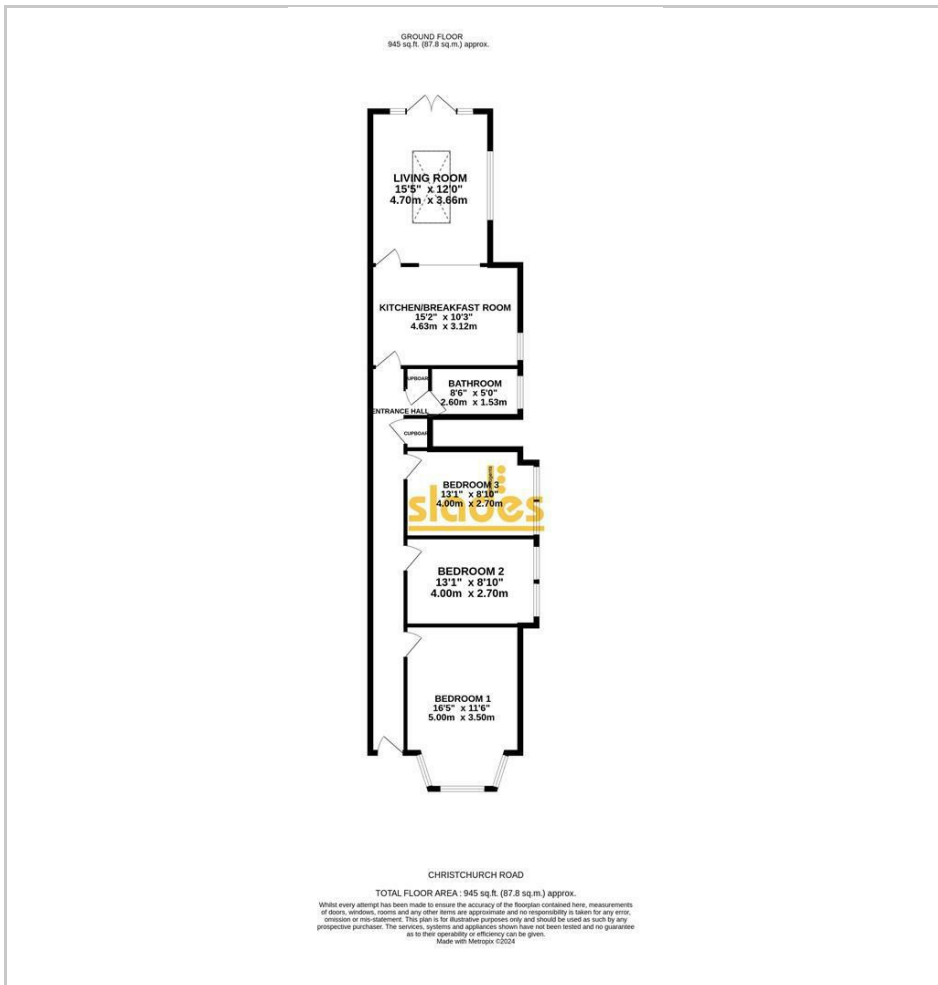 GROUND FLOOR
945 sq.ft. (87.8 sq.m.) approx.
LIVING ROOM
15'5" x 12'0"
4.70m x 3.66m
KITCHEN/BREAKFAST ROOM
15'2" x 10'3"
4.63m x 3.12m
UPBOAR
BATHROOM
8'6" x 5'0"
2.60m x 1.53m
ENTRANCE HALL
CUPBOAR
BEDROOM 3
13'1" x 8'10"
4.00m x 2.70m
slades
BEDROOM 2
13'1" x 8'10"
4.00m x 2.70m
BEDROOM 1
16'5" x 11'6"
5.00m x 3.50m
CHRISTCHURCH ROAD
TOTAL FLOOR AREA : 945 sq.ft. (87.8 sq.m.) approx.
Whilst every attempt has been made to ensure the accuracy of the floorplan contained here, measurements
of doors, windows, rooms and any other items are approximate and no responsibility is taken for any error,
omission or mis-statement. This plan is for illustrative purposes only and should be used as such by any
prospective purchaser. The services, systems and appliances shown have not been tested and no guarantee
as to their operability or efficiency can be given.
Made with Metropix ©2024